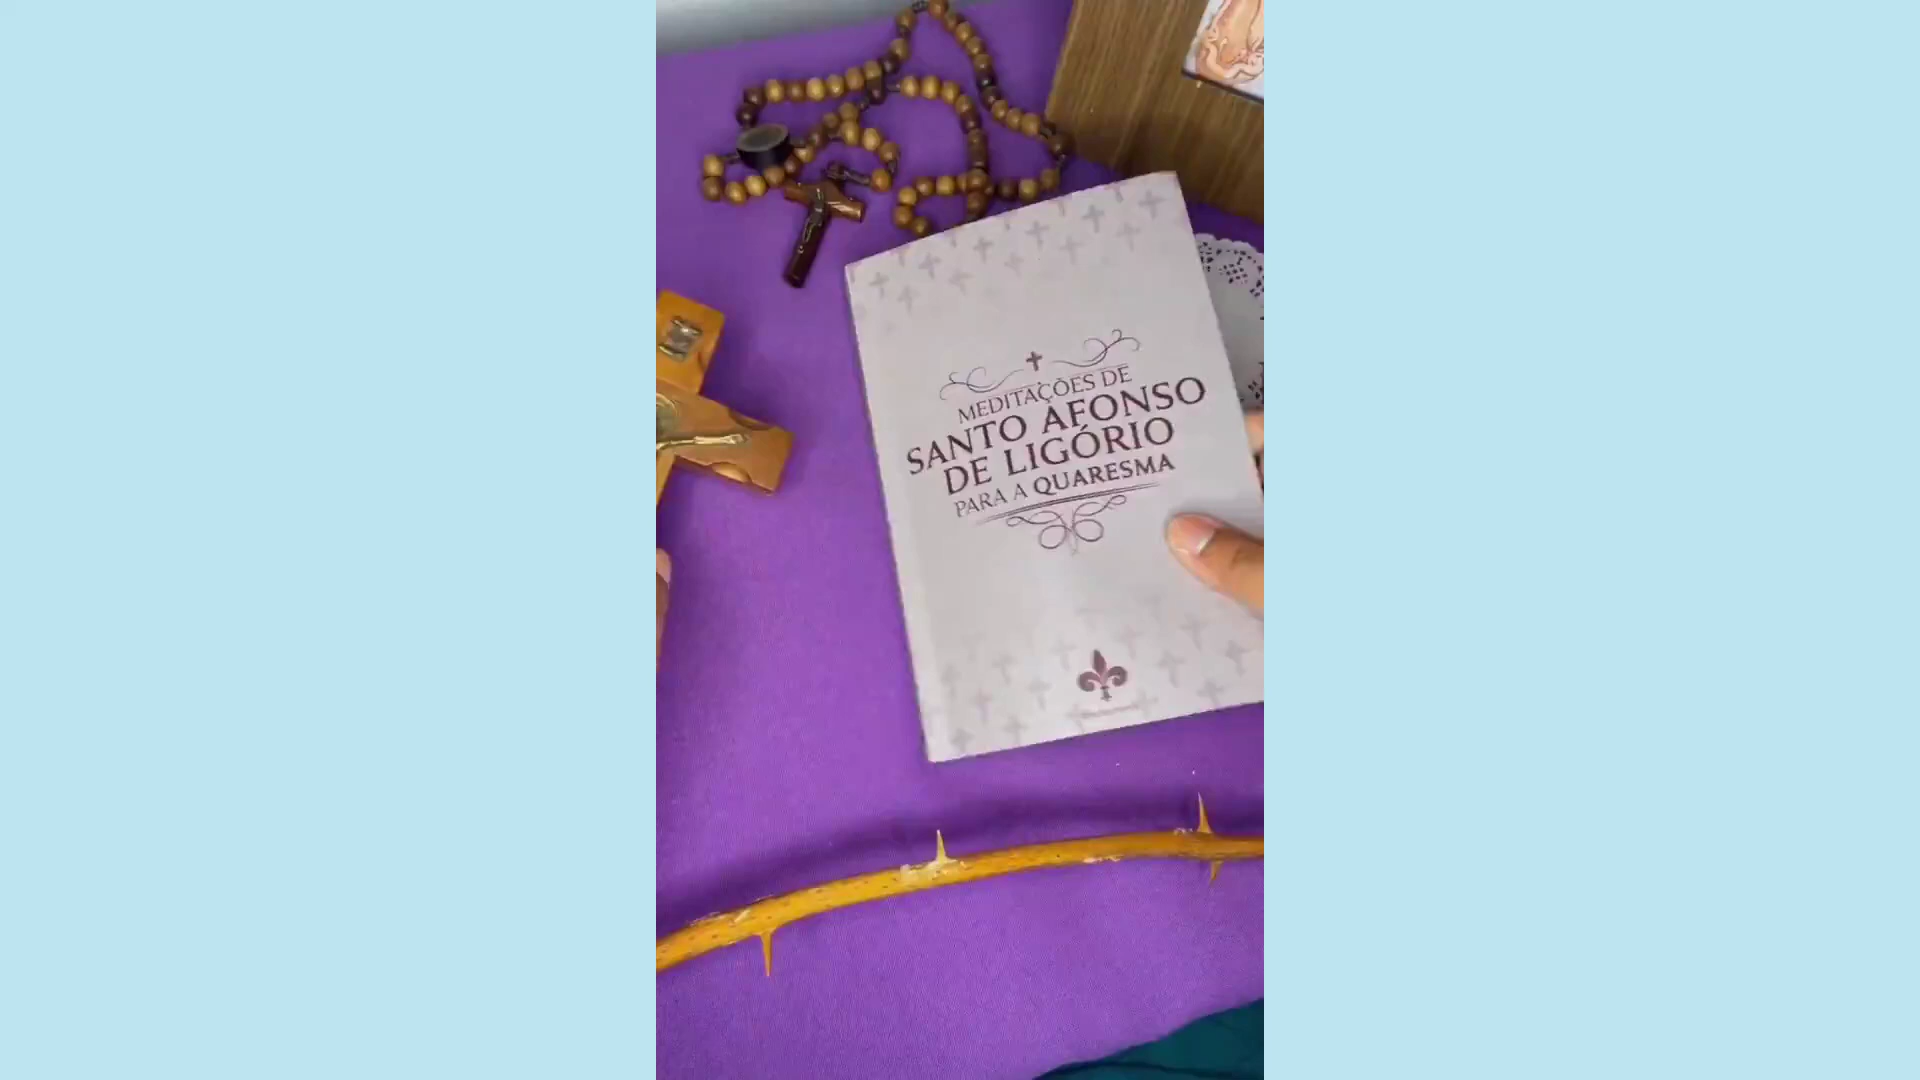 MEDITAÇÕES DE
SANTO AFONSO
DE LIGÓRIO
PARA A QUARESMA